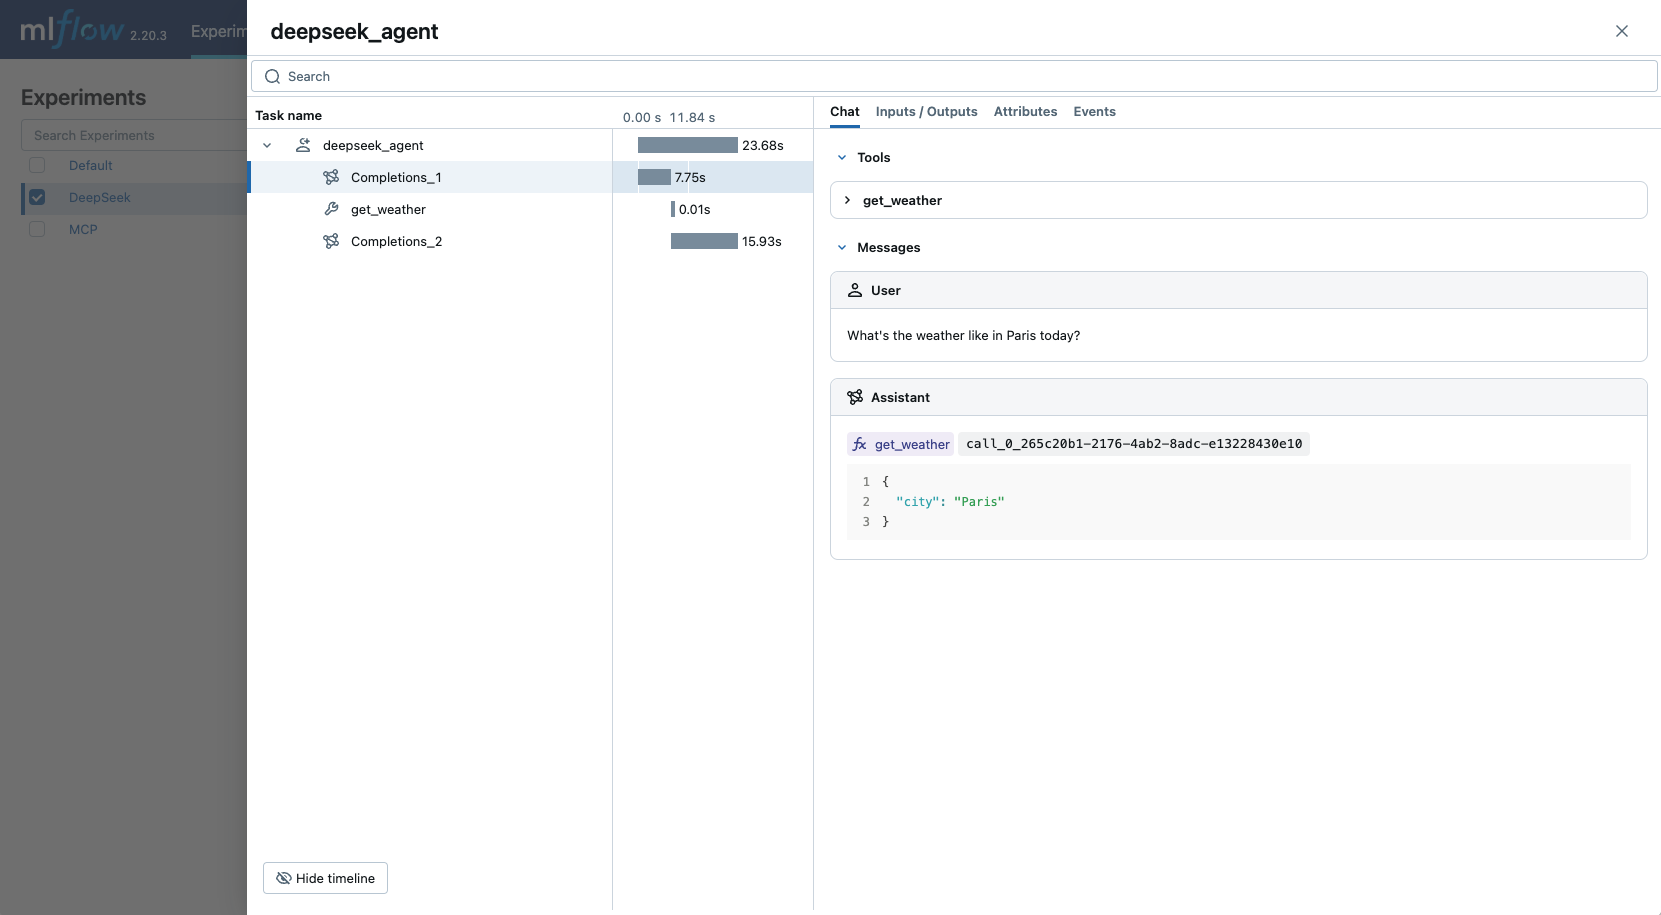 mlflow 2.20.3
Experim
Experiments
Search Experiments
Default
DeepSeek
MCP
deepseek_agent
Search
Task name
0.00 s 11.84 s
deepseek_agent 23.68s
Completions_1 7.75s
get_weather 0.01s
Completions_2 15.93s
Hide timeline
Chat Inputs / Outputs Attributes Events
Tools
get_weather
Messages
User
What's the weather like in Paris today?
Assistant
fx get_weather call_0_265c20b1-2176-4ab2-8adc-e13228430e10
1 {
2 "city": "Paris"
3 }